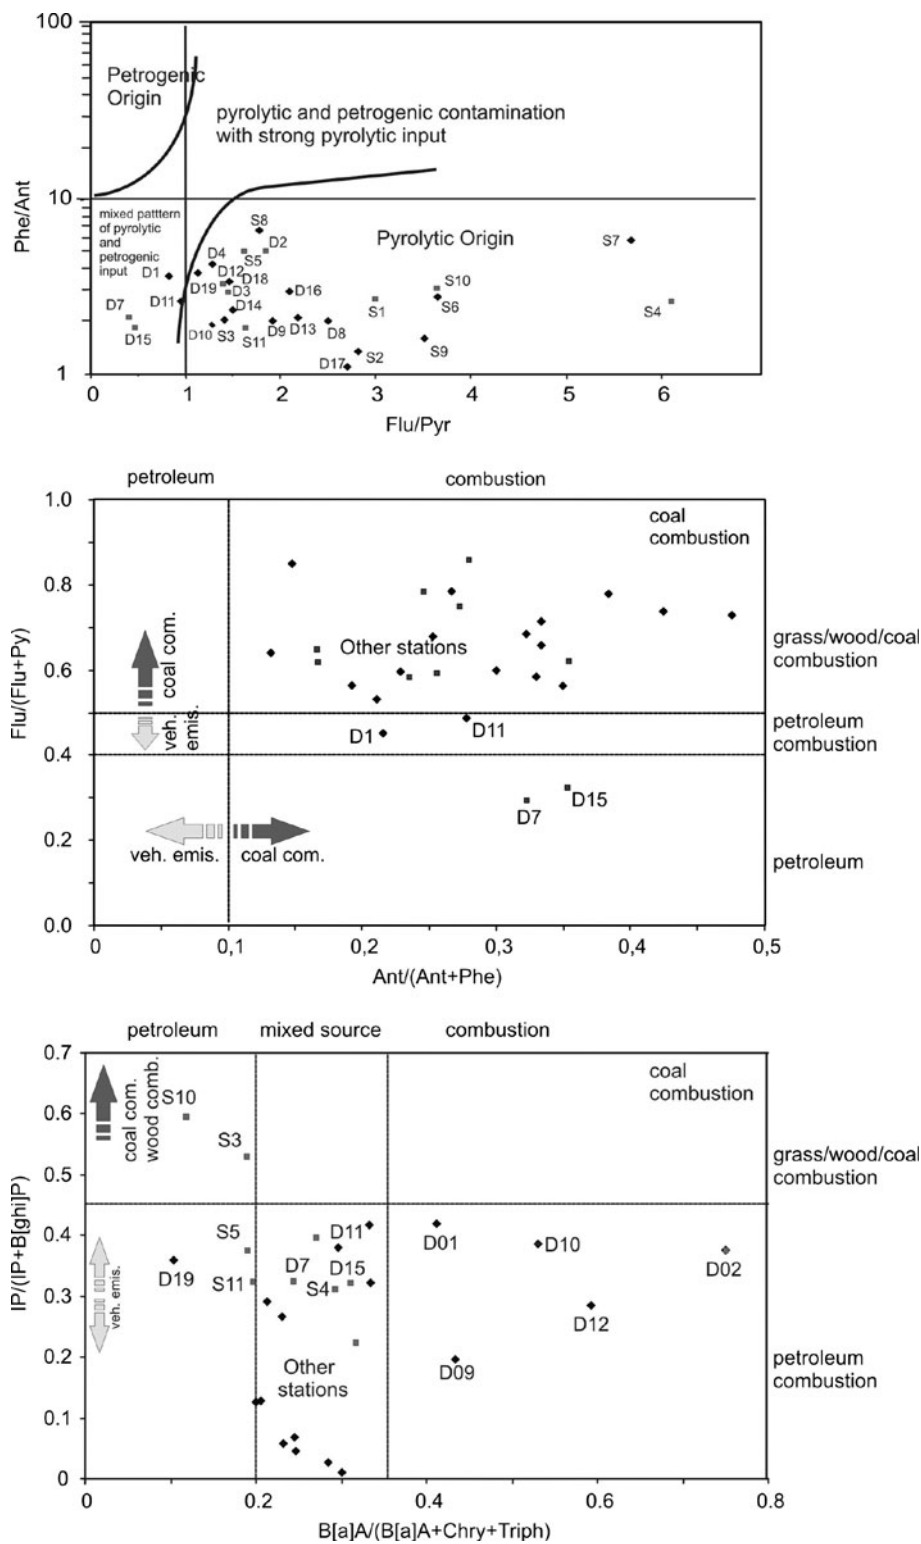 100
Petrogenic
Origin
pyrolytic and petrogenic contamination
with strong pyrolytic input
Phe/Ant
10
mixed patttern
of pyrolytic
and
petrogenic
input
Pyrolytic Origin
S8
D2
S7
D4
S5
D1
D12
D18
S10
D19
D3
D16
D11
D14
S1
S6
S4
D7
D15
D10
S3
S11
D9
D13
D8
S2
S9
D17
1
0
1
2
3
4
5
6
Flu/Pyr
petroleum
combustion
1.0
coal
combustion
0.8
Flu/(Flu+Py)
coal com.
Other stations
grass/wood/coal
combustion
0.6
veh.
emis.
D1
D11
petroleum
combustion
0.4
D7
D15
0.2
veh. emis.
coal com.
petroleum
0.0
0
0,1
0,2
0,3
0,4
0,5
Ant/(Ant+Phe)
petroleum
mixed source
combustion
0.7
coal com.
wood comb.
S10
coal
combustion
0.6
S3
grass/wood/coal
combustion
0.5
IP/(IP+B[ghi]P)
0.4
S5
D11
D01
D10
D02
veh. emis.
D19
S11
D7
D15
S4
0.3
D12
D09
0.2
Other
stations
petroleum
combustion
0.1
0
0
0.2
0.4
0.6
0.8
B[a]A/(B[a]A+Chry+Triph)